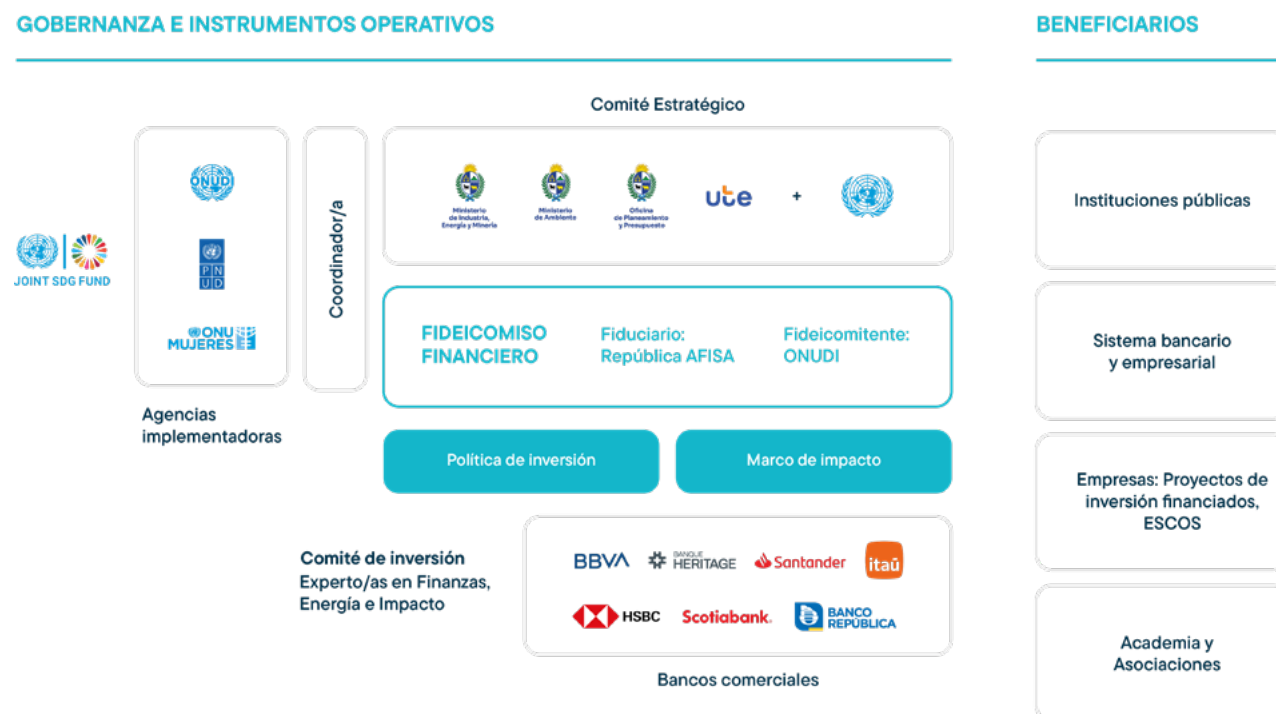 GOBERNANZA E INSTRUMENTOS OPERATIVOS
BENEFICIARIOS
JOINT SDG FUND
ONUDI
P N
U D
ONU
MUJERES
Agencias
implementadoras
Coordinador/a
Comité Estratégico
Ministerio
de Industria,
Energía y Minería
Ministerio
de Ambiente
Oficina
de Planeamiento
y Presupuesto
ute
+
FIDEICOMISO
FINANCIERO
Fiduciario:
República AFISA
Fideicomitente:
ONUDI
Política de inversión
Marco de impacto
Comité de inversión
Experto/as en Finanzas,
Energía e Impacto
BBVA
BANQUE
HERITAGE
Santander
itaú
HSBC
Scotiabank.
BANCO
REPÚBLICA
Bancos comerciales
Instituciones públicas
Sistema bancario
y empresarial
Empresas: Proyectos de
inversión financiados,
ESCOS
Academia y
Asociaciones